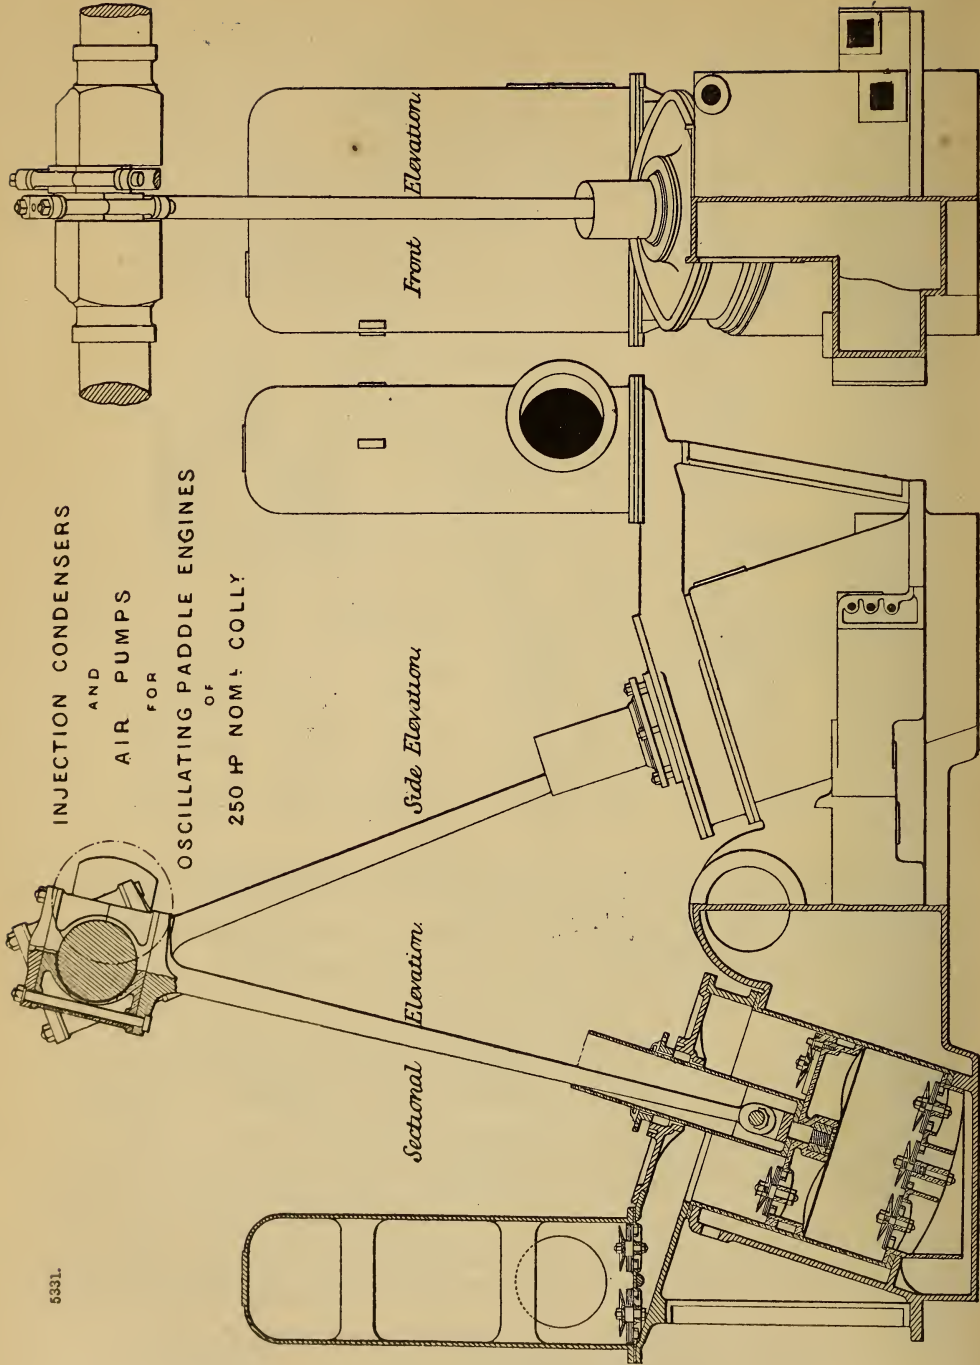 5331.
INJECTION CONDENSERS
AND
AIR PUMPS
FOR
OSCILLATING PADDLE ENGINES
OF
250 HP NOML COLLY
Sectional Elevation.
Side Elevation.
Front Elevation.